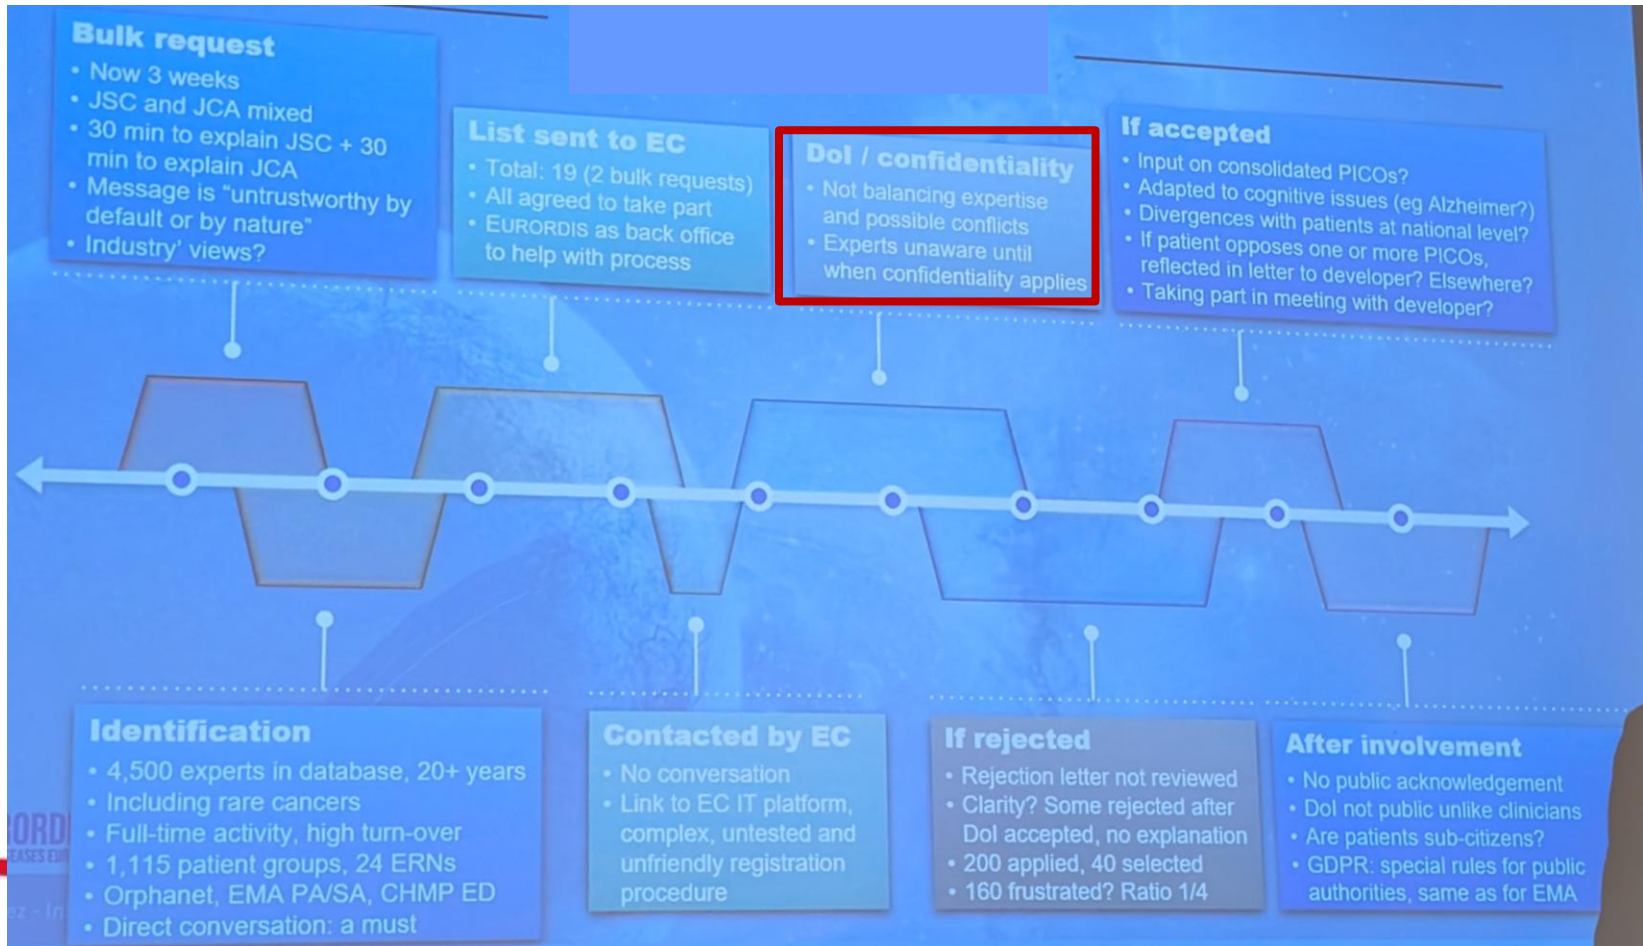 Bulk request
• Now 3 weeks
• JSC and JCA mixed
• 30 min to explain JSC + 30
min to explain JCA
• Message is “untrustworthy by
default or by nature”
• Industry’ views?
List sent to EC
• Total: 19 (2 bulk requests)
• All agreed to take part
• EURORDIS as back office
to help with process
DoI / confidentiality
• Not balancing expertise
and possible conflicts
• Experts unaware until
when confidentiality applies
If accepted
• Input on consolidated PICOs?
• Adapted to cognitive issues (eg Alzheimer?)
• Divergences with patients at national level?
• If patient opposes one or more PICOs,
reflected in letter to developer? Elsewhere?
• Taking part in meeting with developer?
Identification
• 4,500 experts in database, 20+ years
• Including rare cancers
• Full-time activity, high turn-over
• 1,115 patient groups, 24 ERNs
• Orphanet, EMA PA/SA, CHMP ED
• Direct conversation: a must
Contacted by EC
• No conversation
• Link to EC IT platform,
complex, untested and
unfriendly registration
procedure
If rejected
• Rejection letter not reviewed
• Clarity? Some rejected after
DoI accepted, no explanation
• 200 applied, 40 selected
• 160 frustrated? Ratio 1/4
After involvement
• No public acknowledgement
• DoI not public unlike clinicians
• Are patients sub-citizens?
• GDPR: special rules for public
authorities, same as for EMA